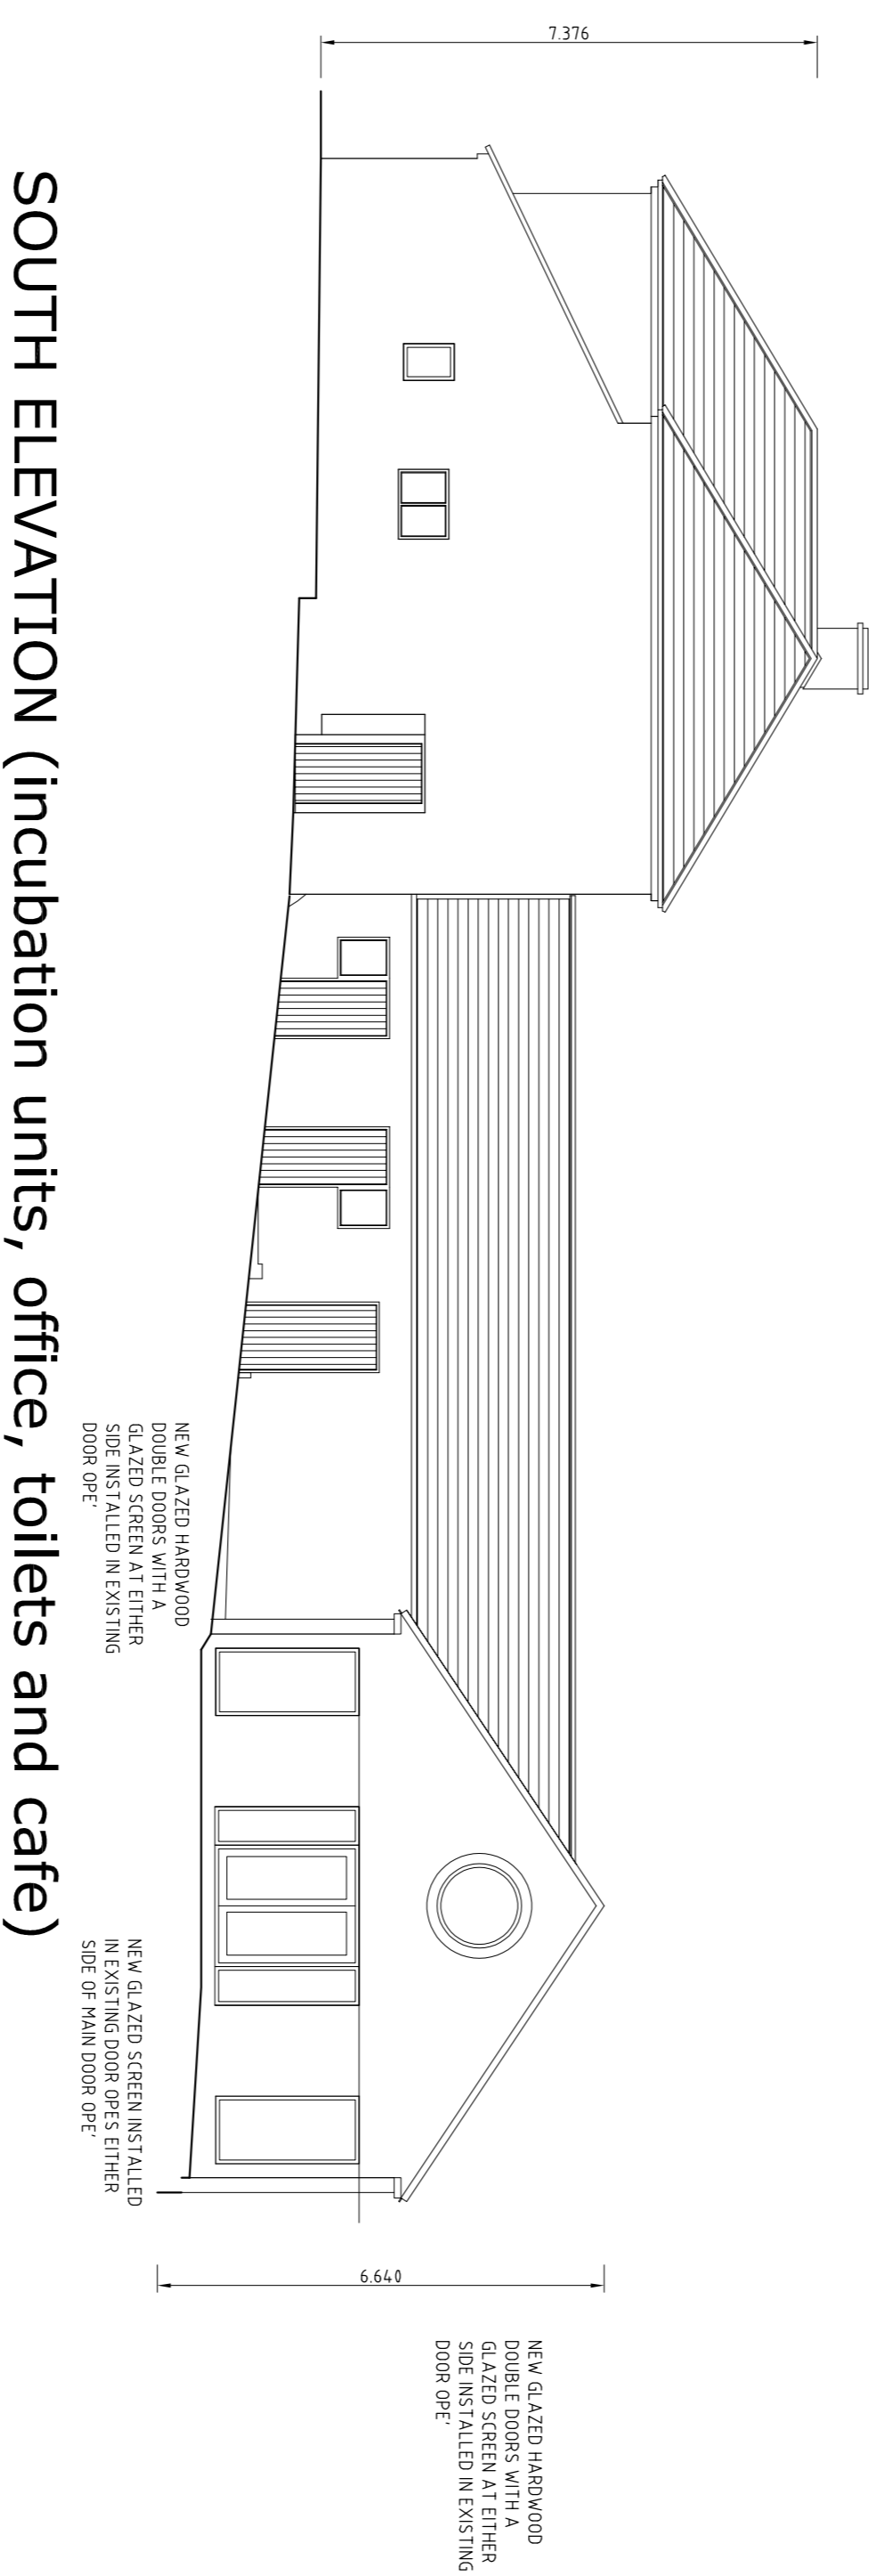 7.376
NEW GLAZED HARDWOOD
DOUBLE DOORS WITH A
GLAZED SCREEN AT EITHER
SIDE INSTALLED IN EXISTING
DOOR OPE'
6.640
NEW GLAZED HARDWOOD
DOUBLE DOORS WITH A
GLAZED SCREEN AT EITHER
SIDE INSTALLED IN EXISTING
DOOR OPE'
NEW GLAZED SCREEN INSTALLED
IN EXISTING DOOR OPES EITHER
SIDE OF MAIN DOOR OPE'
SOUTH ELEVATION (incubation units, office, toilets and cafe)